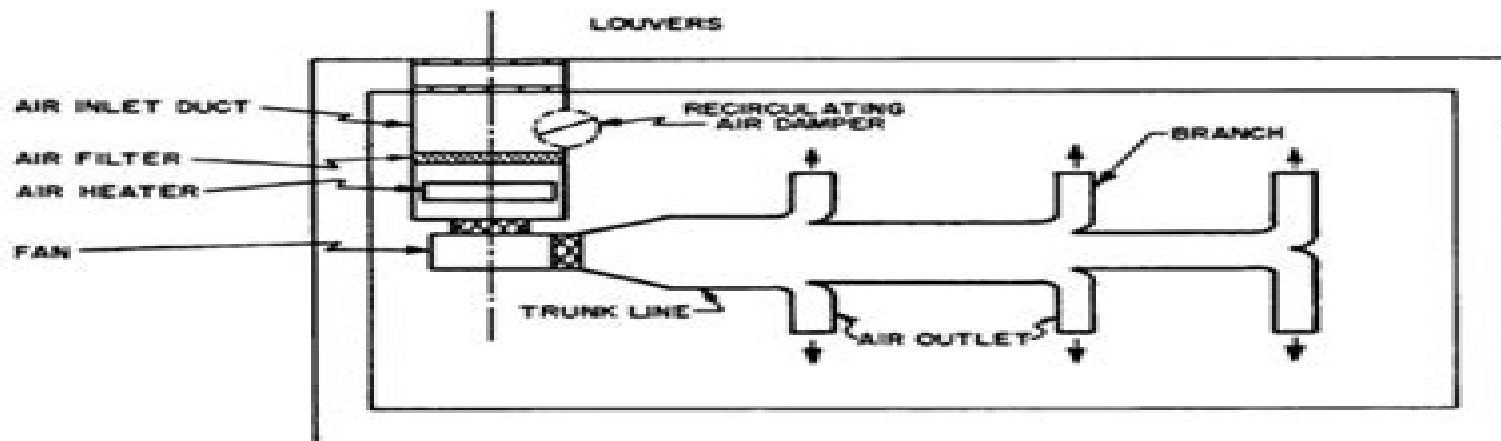 LOUVERS
AIR INLET DUCT
RECIRCULATING
AIR DAMPER
BRANCH
AIR FILTER
AIR HEATER
FAN
TRUNK LINE
AIR OUTLET